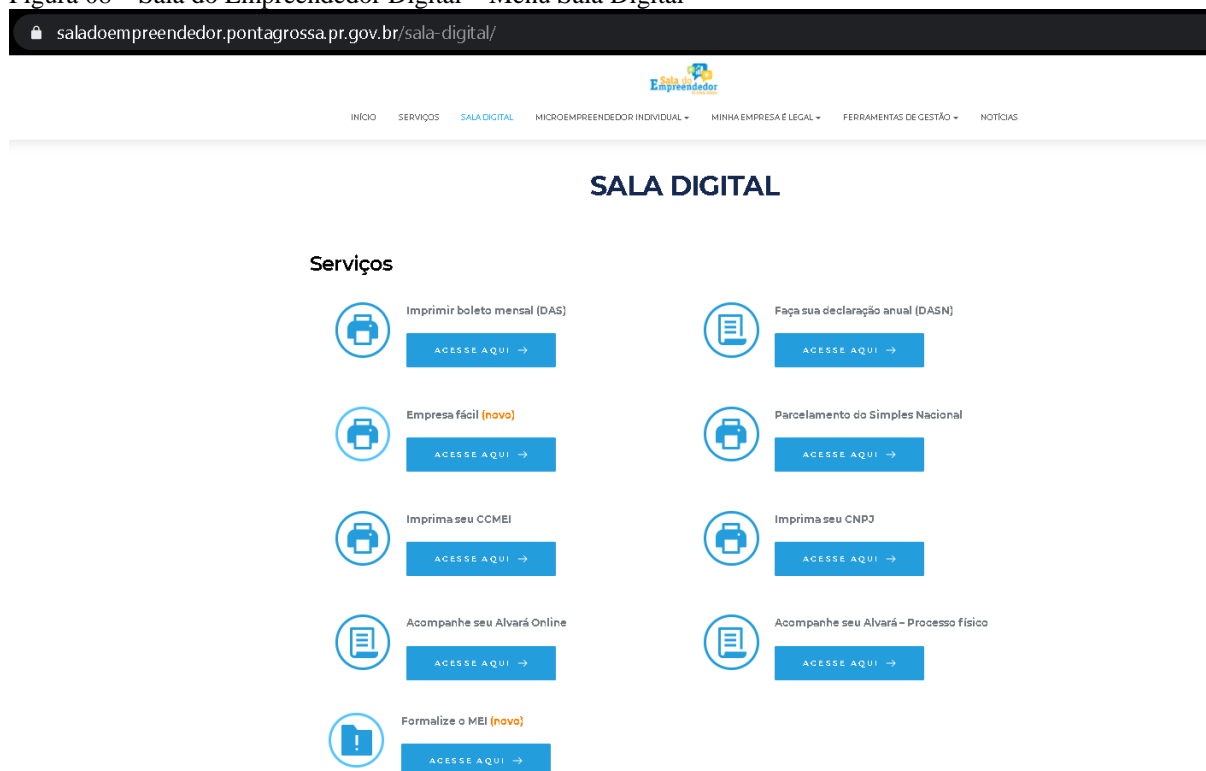 Figura 08 – Sala do Empreendedor Digital – Menu Sala Digital
saladoempreendedor.pontagrossa.pr.gov.br/sala-digital/
Sala do
Empreendedor
INÍCIO SERVIÇOS SALA DIGITAL MICROEMPREENDEDOR INDIVIDUAL MINHA EMPRESA É LEGAL FERRAMENTAS DE GESTÃO NOTÍCIAS
SALA DIGITAL
Serviços
Imprimir boleto mensal (DAS) Faça sua declaração anual (DASN)
ACESSE AQUI → ACESSE AQUI →
Empresa fácil (novo) Parcelamento do Simples Nacional
ACESSE AQUI → ACESSE AQUI →
Imprima seu CCMEI Imprima seu CNPJ
ACESSE AQUI → ACESSE AQUI →
Acompanhe seu Alvará Online Acompanhe seu Alvará – Processo físico
ACESSE AQUI → ACESSE AQUI →
Formalize o MEI (novo)
ACESSE AQUI →